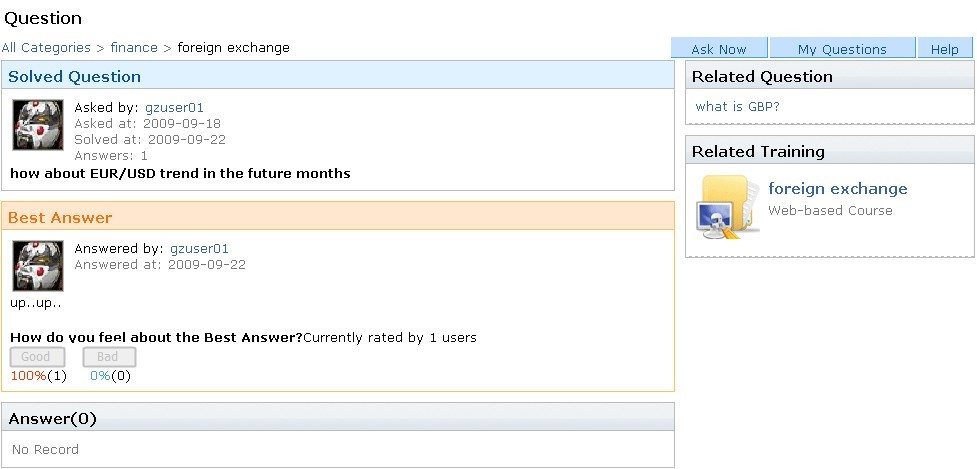 Question
All Categories > finance > foreign exchange
Ask Now
My Questions
Help
Solved Question
Asked by: gzuser01
Asked at: 2009-09-18
Solved at: 2009-09-22
Answers: 1
how about EUR/USD trend in the future months
Best Answer
Answered by: gzuser01
Answered at: 2009-09-22
up..up..
How do you feel about the Best Answer?Currently rated by 1 users
Good Bad
100%(1) 0%(0)
Answer(0)
No Record
Related Question
what is GBP?
Related Training
foreign exchange
Web-based Course